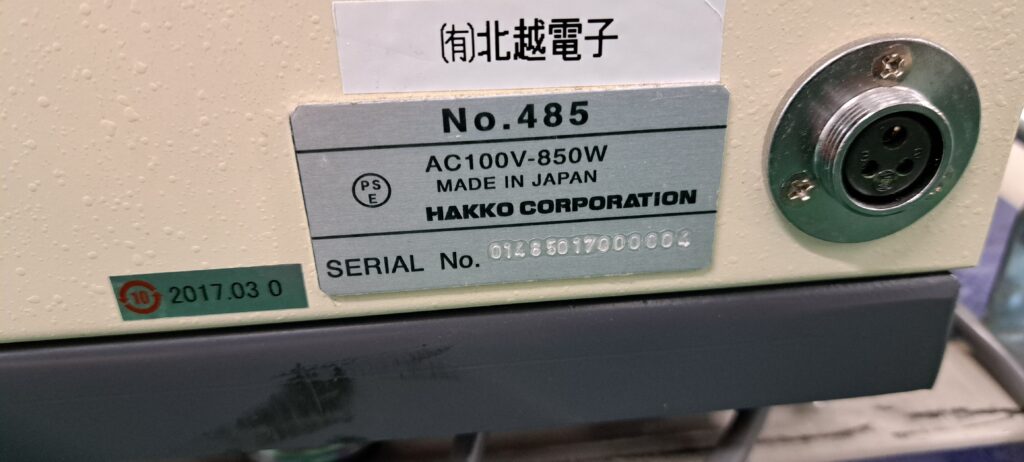 (有)北越電子
No.485
AC100V-850W
PS
E
MADE IN JAPAN
HAKKO CORPORATION
SERIAL No. 01485017000004
10 2017.03 0